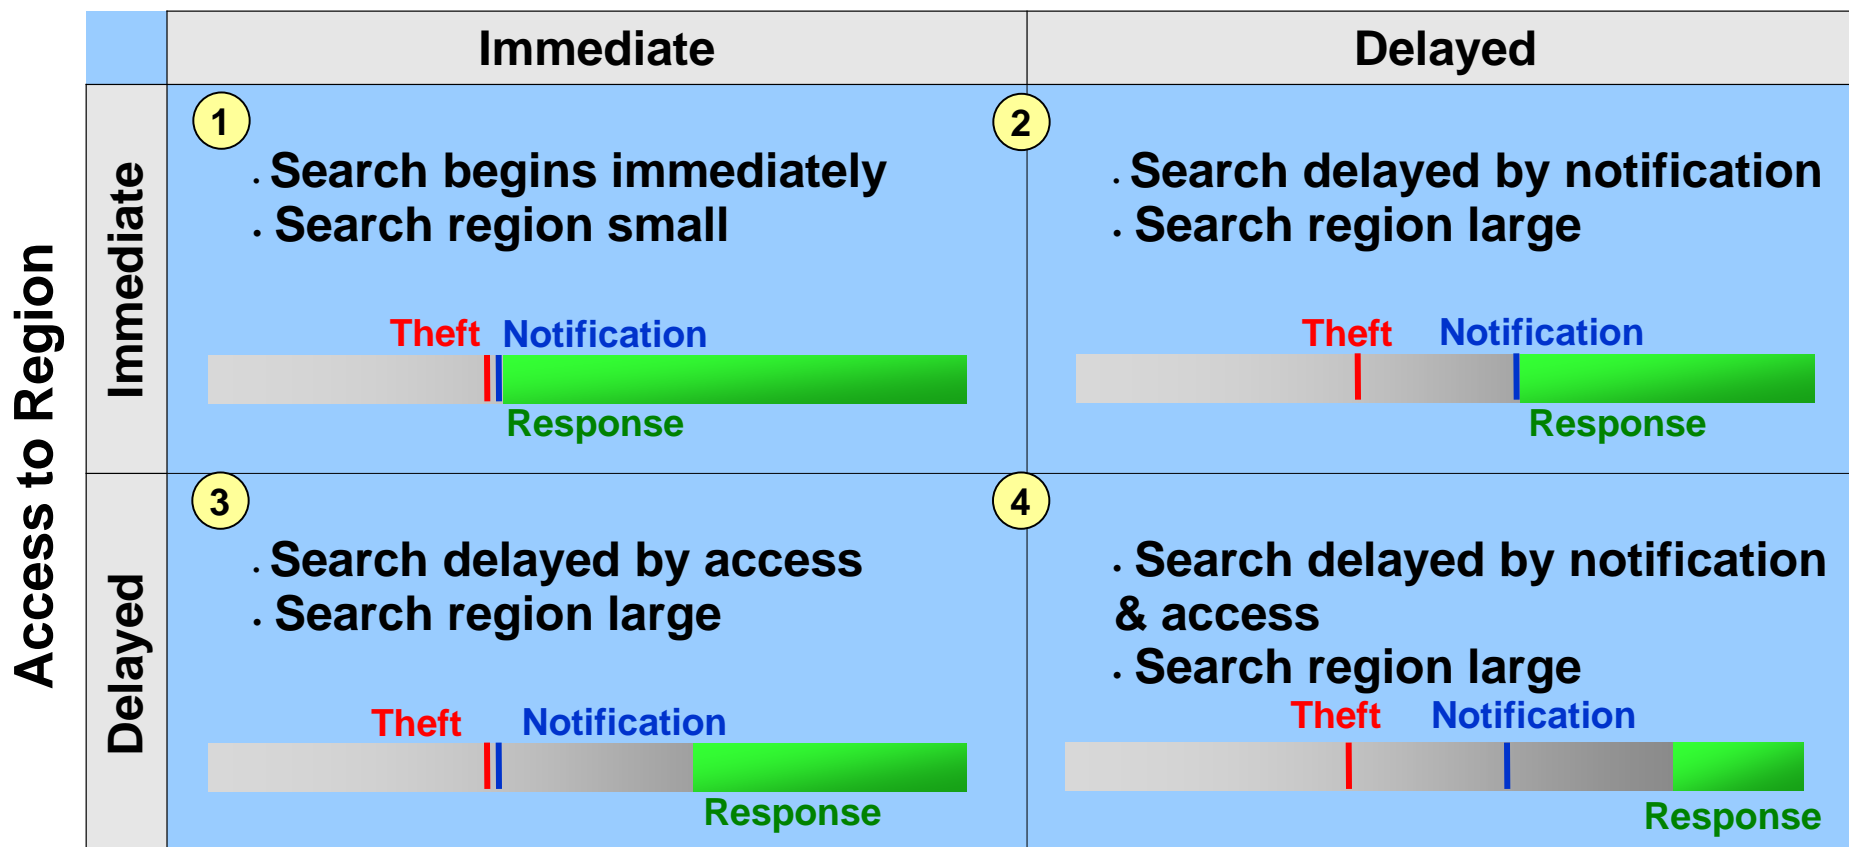 Immediate
Delayed
Access to Region
Immediate
1
· Search begins immediately
· Search region small
Theft Notification
Response
2
· Search delayed by notification
· Search region large
Theft Notification
Response
Delayed
3
· Search delayed by access
· Search region large
Theft Notification
Response
4
· Search delayed by notification
& access
· Search region large
Theft Notification
Response